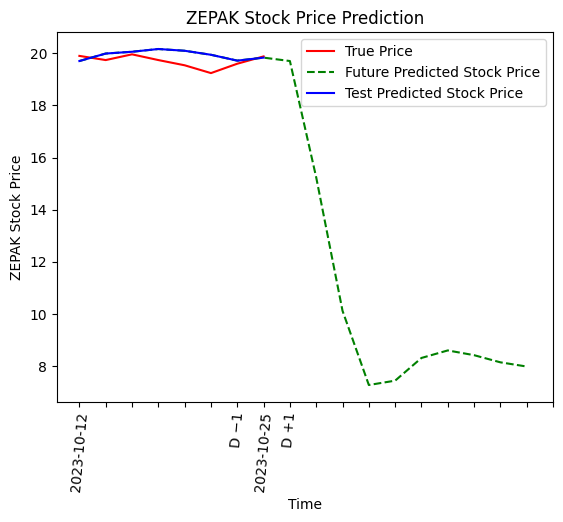 ZEPAK Stock Price Prediction
True Price
Future Predicted Stock Price
Test Predicted Stock Price
ZEPAK Stock Price
20
18
16
14
12
10
8
2023-10-12
D −1
2023-10-25
D +1
Time